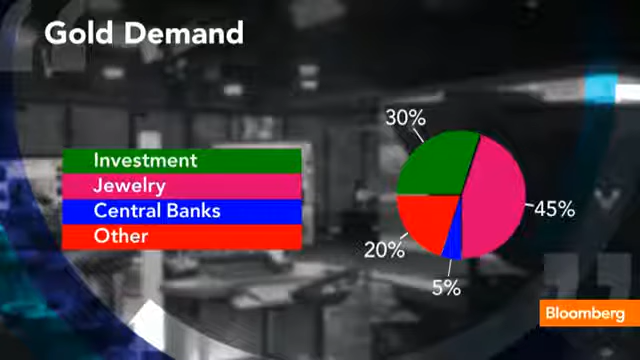 Gold Demand
Investment
Jewelry
Central Banks
Other
30%
45%
20%
5%
Bloomberg